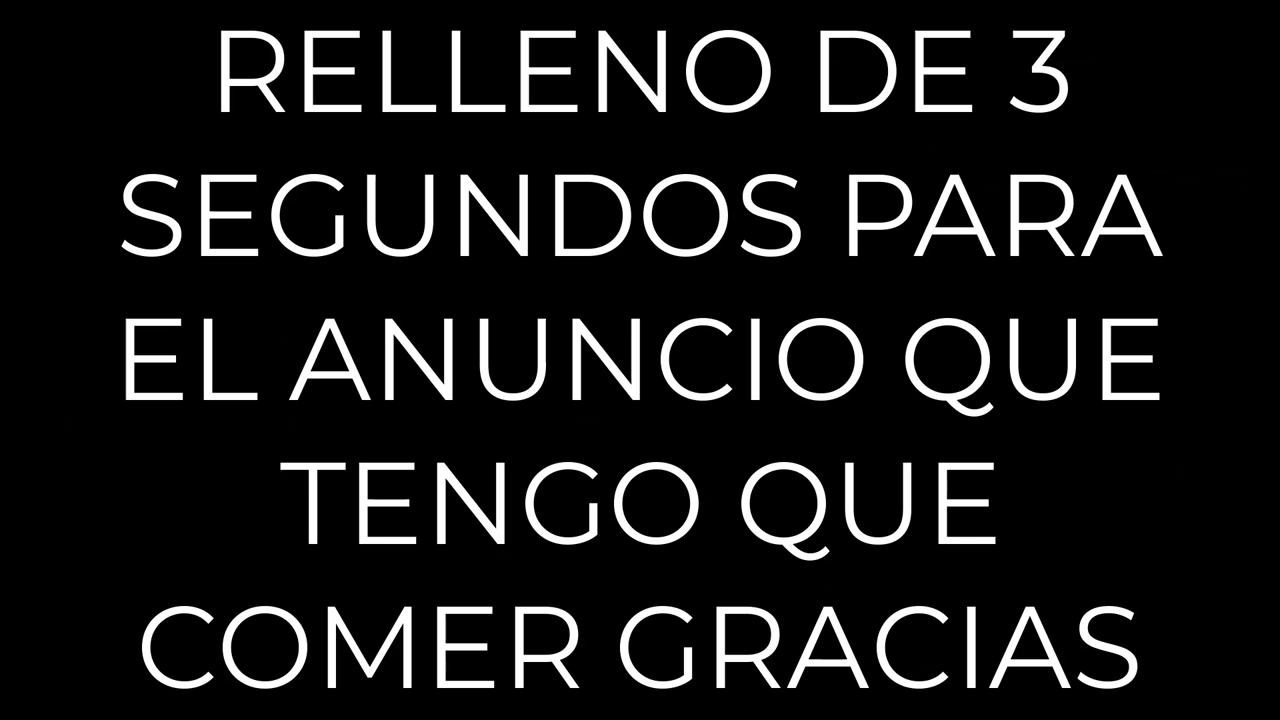 RELLENO DE 3
SEGUNDOS PARA
EL ANUNCIO QUE
TENGO QUE
COMER GRACIAS